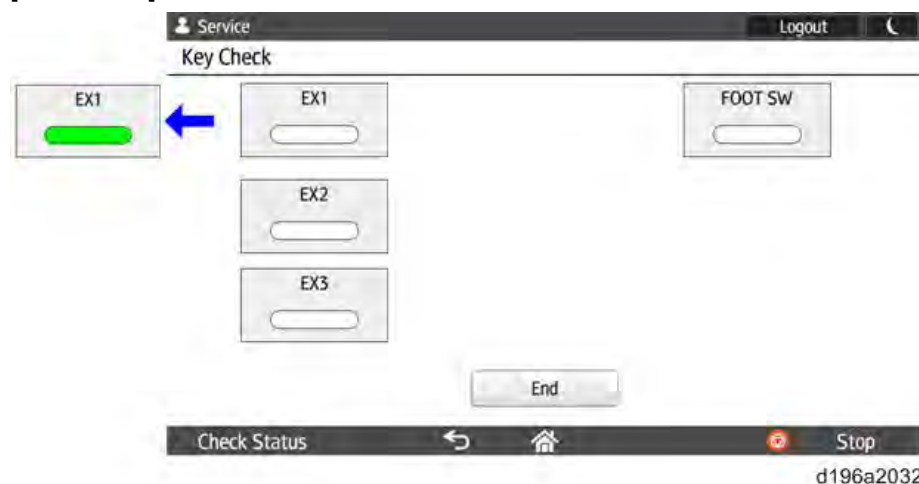 Service Logout
Key Check
EX1 EX1 FOOT SW
EX2
EX3
End
Check Status Stop
d196a2032